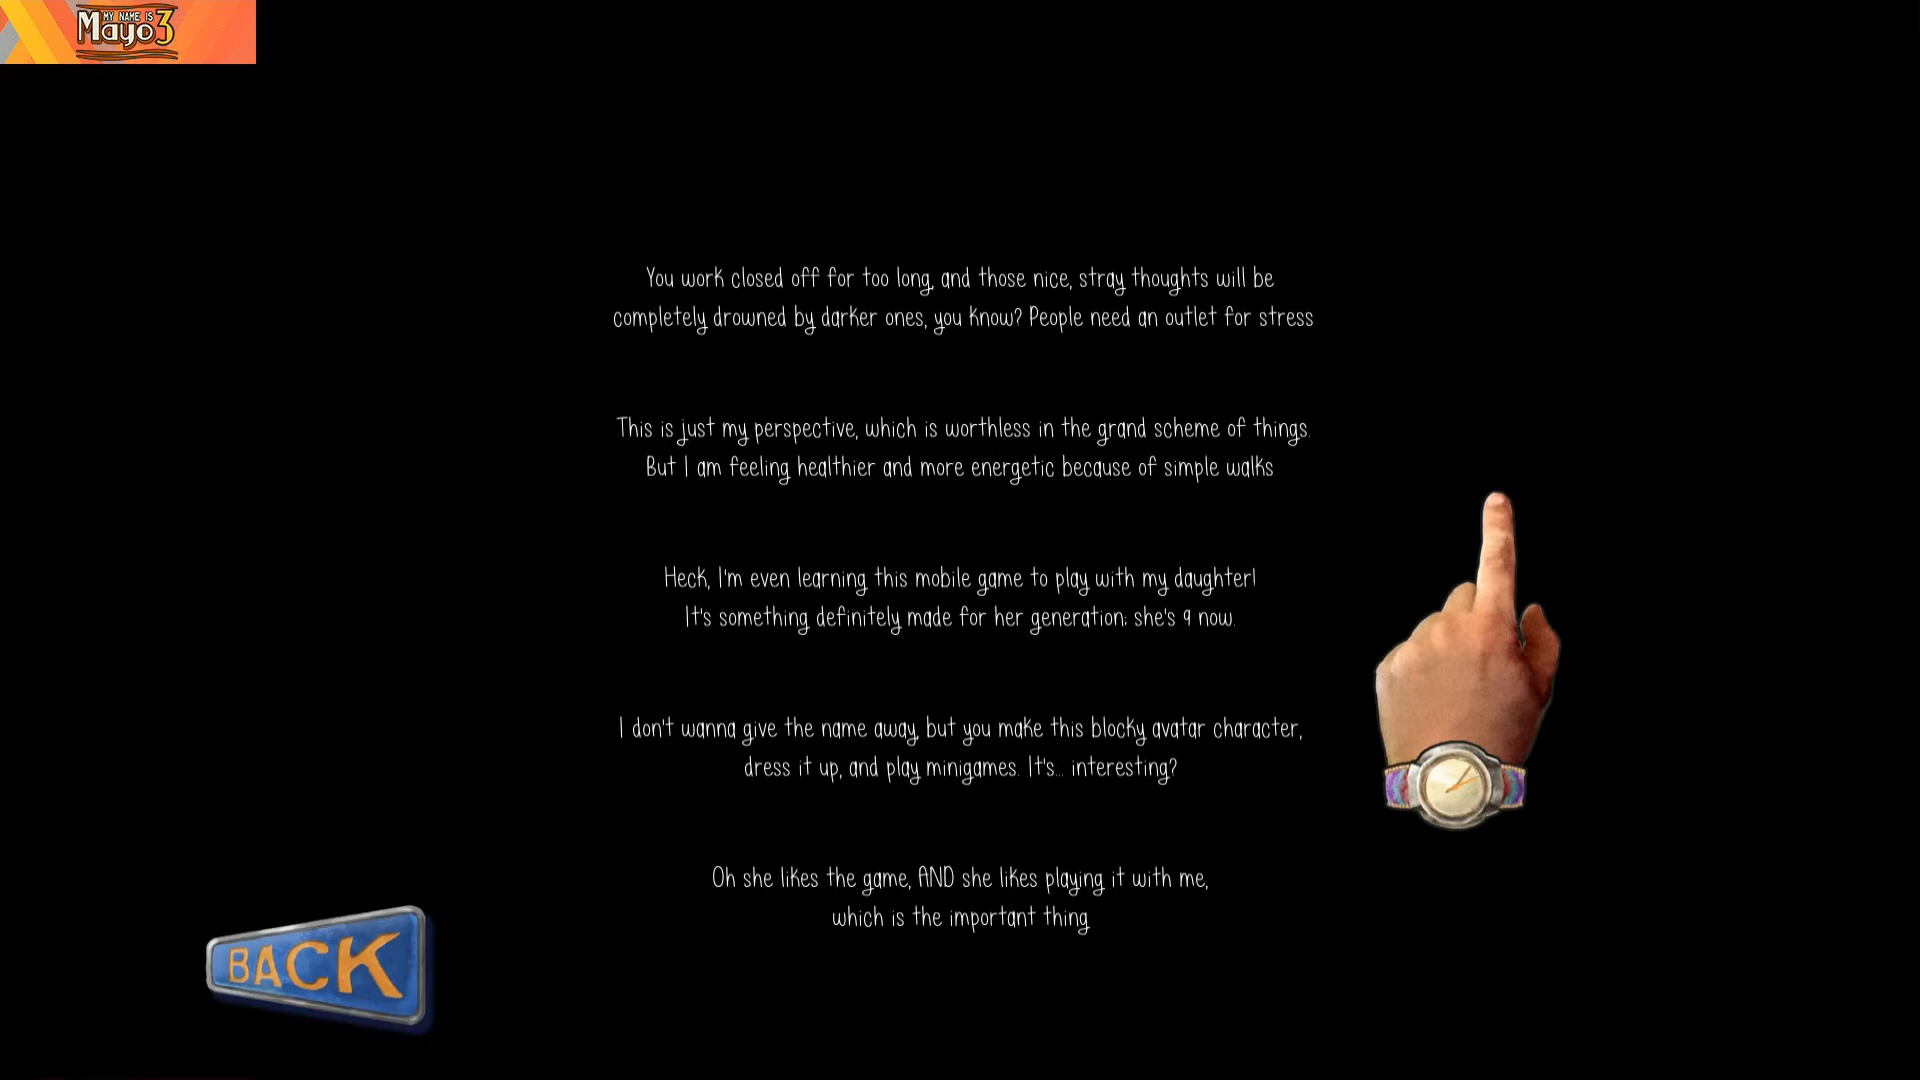 MY NAME IS
Mayo3
You work closed off for too long, and those nice, stray thoughts will be
completely drowned by darker ones, you know? People need an outlet for stress
This is just my perspective, which is worthless in the grand scheme of things.
But I am feeling healthier and more energetic because of simple walks
Heck, I'm even learning this mobile game to play with my daughter!
It's something definitely made for her generation; she's 9 now.
I don't wanna give the name away, but you make this blocky avatar character,
dress it up, and play minigames. It's... interesting?
Oh she likes the game, AND she likes playing it with me,
which is the important thing
BACK